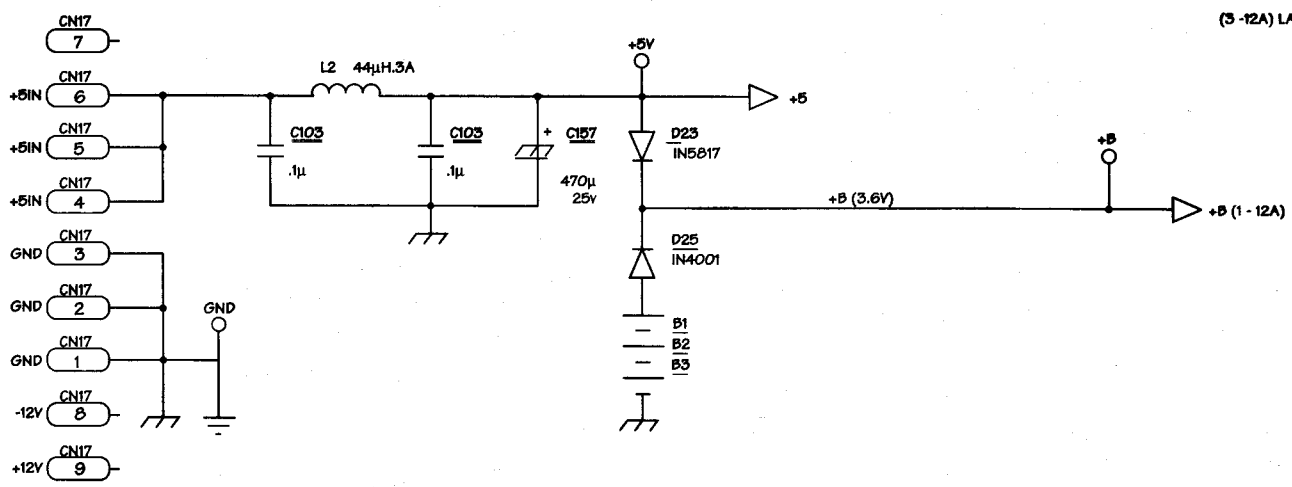 (3 -12A) LA
CN17
7
+5V
L2 44µH.3A
CN17
+5IN 6
+5
C103
.1µ
C103
.1µ
+ C157
470µ
25v
D23
IN5817
CN17
+5IN 5
+B
CN17
+5IN 4
+B (3.6V)
+B (1 - 12A)
CN17
GND 3
D25
IN4001
CN17
GND 2
GND
B1
B2
B3
CN17
GND 1
CN17
-12V 8
CN17
+12V 9